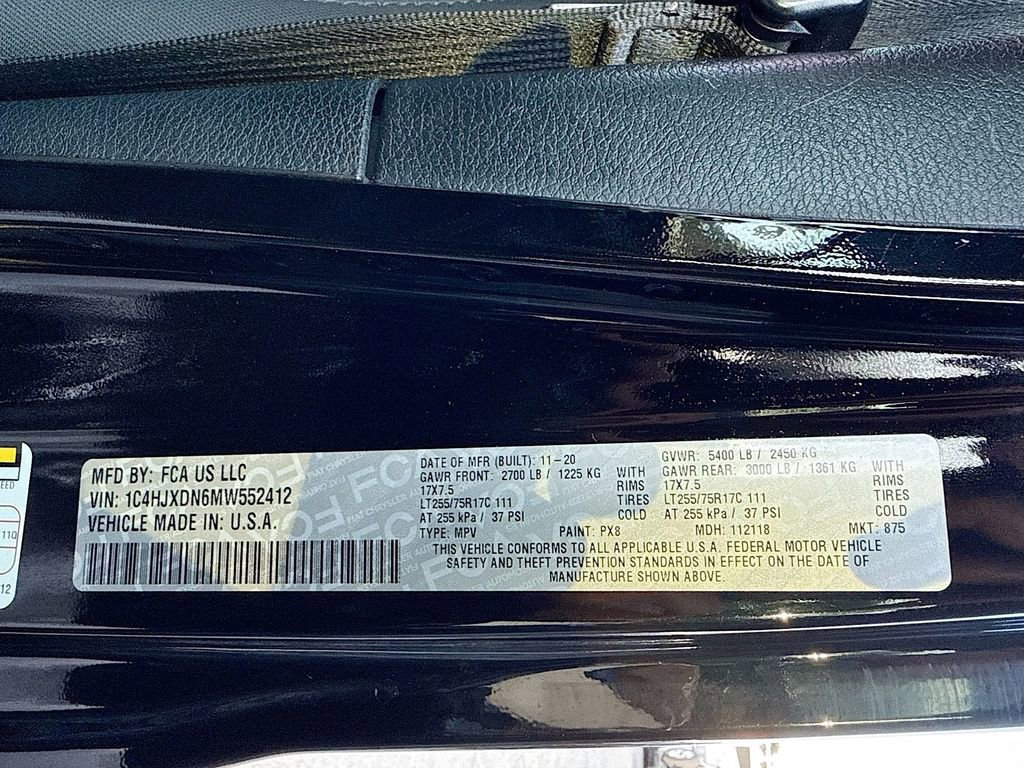 EED
110
12
MFD BY: FCA US LLC
VIN: 1C4HJXDN6MW552412
VEHICLE MADE IN: U.S.A.
DATE OF MFR (BUILT): 11-20
GVWR: 5400 LB / 2450 KG
GAWR FRONT: 2700 LB / 1225 KG WITH
GAWR REAR: 3000 LB / 1361 KG WITH
17X7.5 RIMS
17X7.5 RIMS
LT255/75R17C 111 TIRES
LT255/75R17C 111 TIRES
AT 255 kPa / 37 PSI COLD
AT 255 kPa / 37 PSI COLD
TYPE: MPV PAINT: PX8 MDH: 112118 MKT: 875
THIS VEHICLE CONFORMS TO ALL APPLICABLE U.S.A. FEDERAL MOTOR VEHICLE
SAFETY AND THEFT PREVENTION STANDARDS IN EFFECT ON THE DATE OF
MANUFACTURE SHOWN ABOVE.